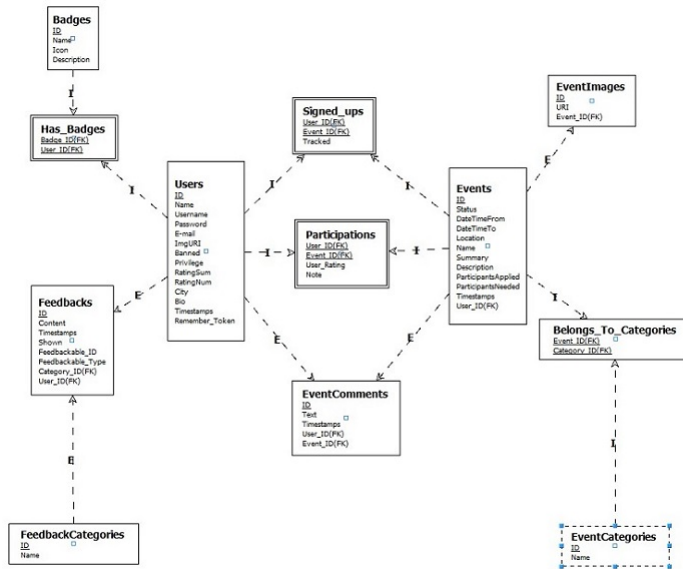 Badges
ID
Name
Icon
Description
I
Has_Badges
Badge_ID(FK)
User_ID(FK)
I
Signed_ups
User_ID(FK)
Event_ID(FK)
Tracked
I
I
EventImages
ID
URI
Event_ID(FK)
E
Users
ID
Name
Username
Password
E-mail
ImgURI
Banned
Privilege
RatingSum
RatingNum
City
Bio
Timestamps
Remember_Token
Events
ID
Status
DateTimeFrom
DateTimeTo
Location
Name
Summary
Description
ParticipantsApplied
ParticipantsNeeded
Timestamps
User_ID(FK)
I
Participations
User_ID(FK)
Event_ID(FK)
User_Rating
Note
I
E
Feedbacks
ID
Content
Timestamps
Shown
Feedbackable_ID
Feedbackable_Type
Category_ID(FK)
User_ID(FK)
E
E
I
Belongs_To_Categories
Event_ID(FK)
Category_ID(FK)
EventComments
ID
Text
Timestamps
User_ID(FK)
Event_ID(FK)
E
I
FeedbackCategories
ID
Name
EventCategories
ID
Name